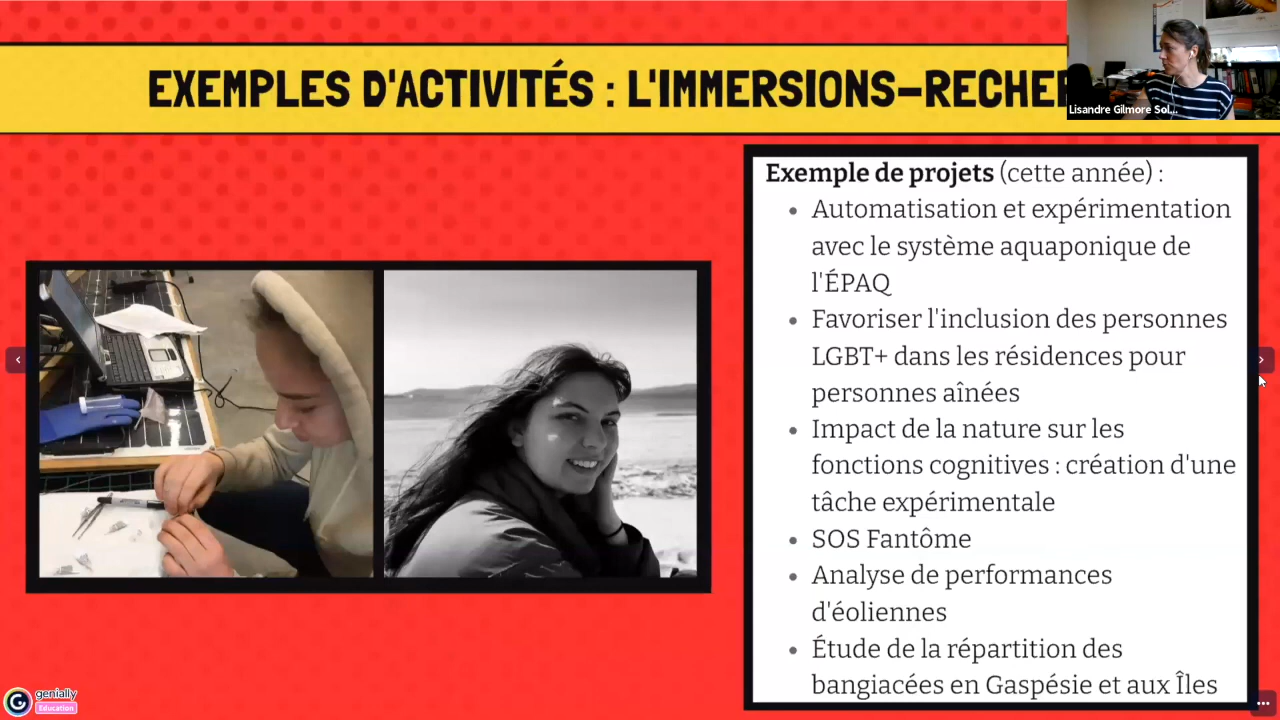 EXEMPLES D'ACTIVITÉS : L'IMMERSIONS-RECHE
Lisandre Gilmore Sol...
Exemple de projets (cette année) :
• Automatisation et expérimentation
avec le système aquaponique de
l'ÉPAQ
• Favoriser l'inclusion des personnes
LGBT+ dans les résidences pour
personnes aînées
• Impact de la nature sur les
fonctions cognitives : création d'une
tâche expérimentale
• SOS Fantôme
• Analyse de performances
d'éoliennes
• Étude de la répartition des
bangiacées en Gaspésie et aux Îles
genially
Education